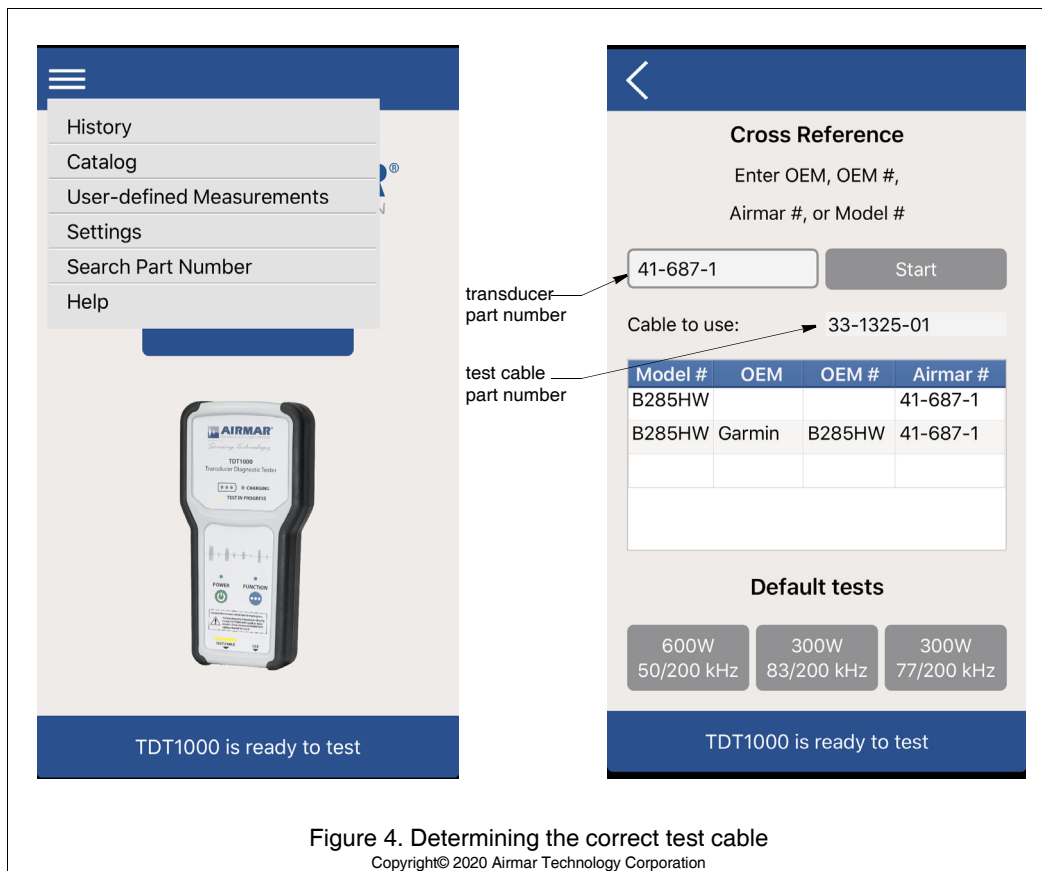 History
Catalog
User-defined Measurements
Settings
Search Part Number
Help
R®
N
AIRMAR®
Sensing Technology
TDT1000
Transducer Diagnostic Tester
CHARGING
TEST IN PROGRESS
POWER
FUNCTION
TEST CABLE
USB
TDT1000 is ready to test
transducer
part number
test cable
part number
Cross Reference
Enter OEM, OEM #,
Airmar #, or Model #
41-687-1
Start
Cable to use:
33-1325-01
Model # OEM OEM # Airmar #
B285HW 41-687-1
B285HW Garmin B285HW 41-687-1
Default tests
600W
50/200 kHz
300W
83/200 kHz
300W
77/200 kHz
TDT1000 is ready to test
Figure 4. Determining the correct test cable
Copyright© 2020 Airmar Technology Corporation